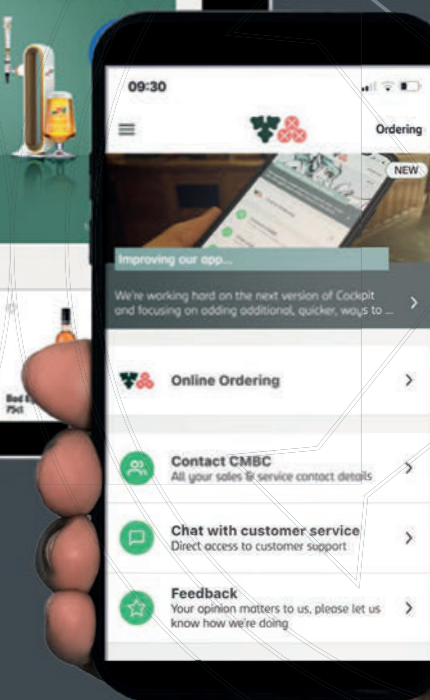 09:30
Ordering
NEW
Improving our app...
We're working hard on the next version of Cockpit
and focusing on adding additional, quicker, ways to ...
Online Ordering
Contact CMBC
All your sales & service contact details
Chat with customer service
Direct access to customer support
Feedback
Your opinion matters to us, please let us
know how we're doing
75cl